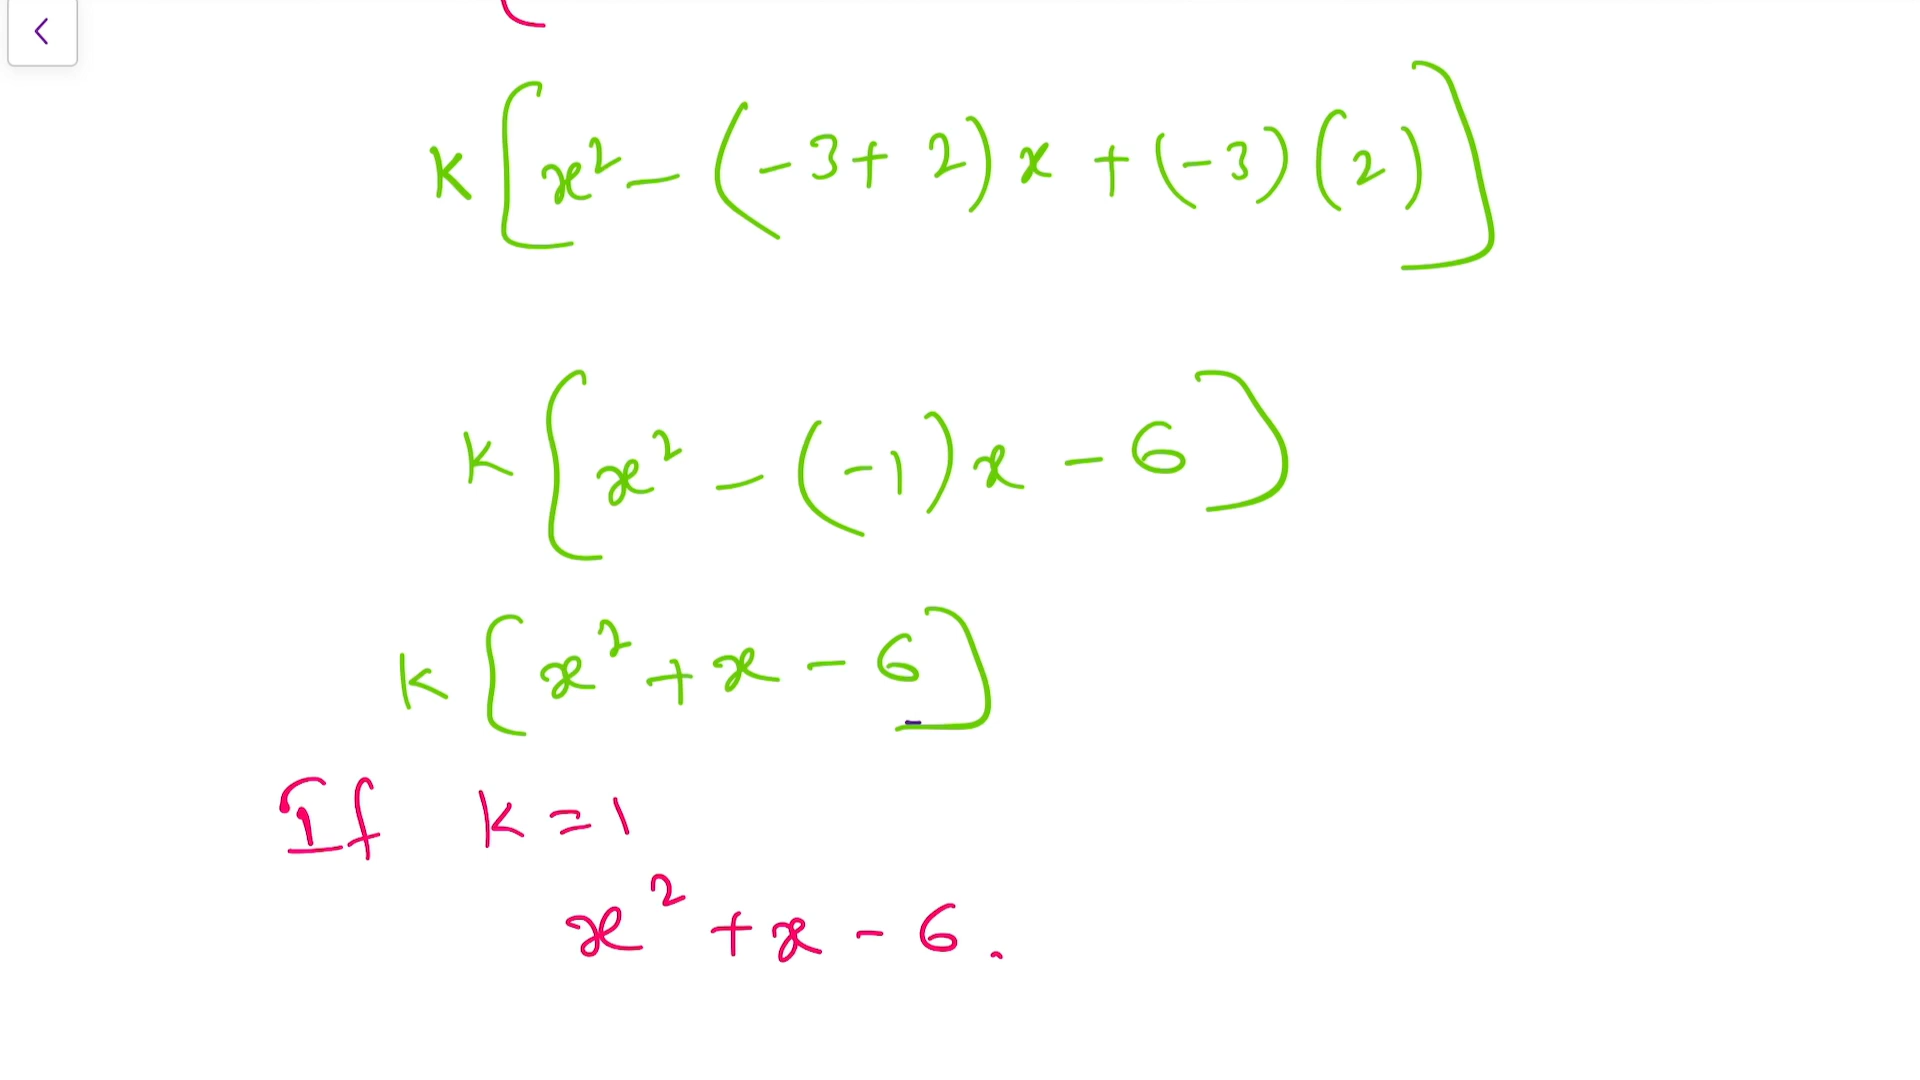 K[x² - (-3+2)x + (-3)(2)]
K[x² - (-1)x - 6]
K[x² + x - 6]
If K = 1
x² + x - 6.